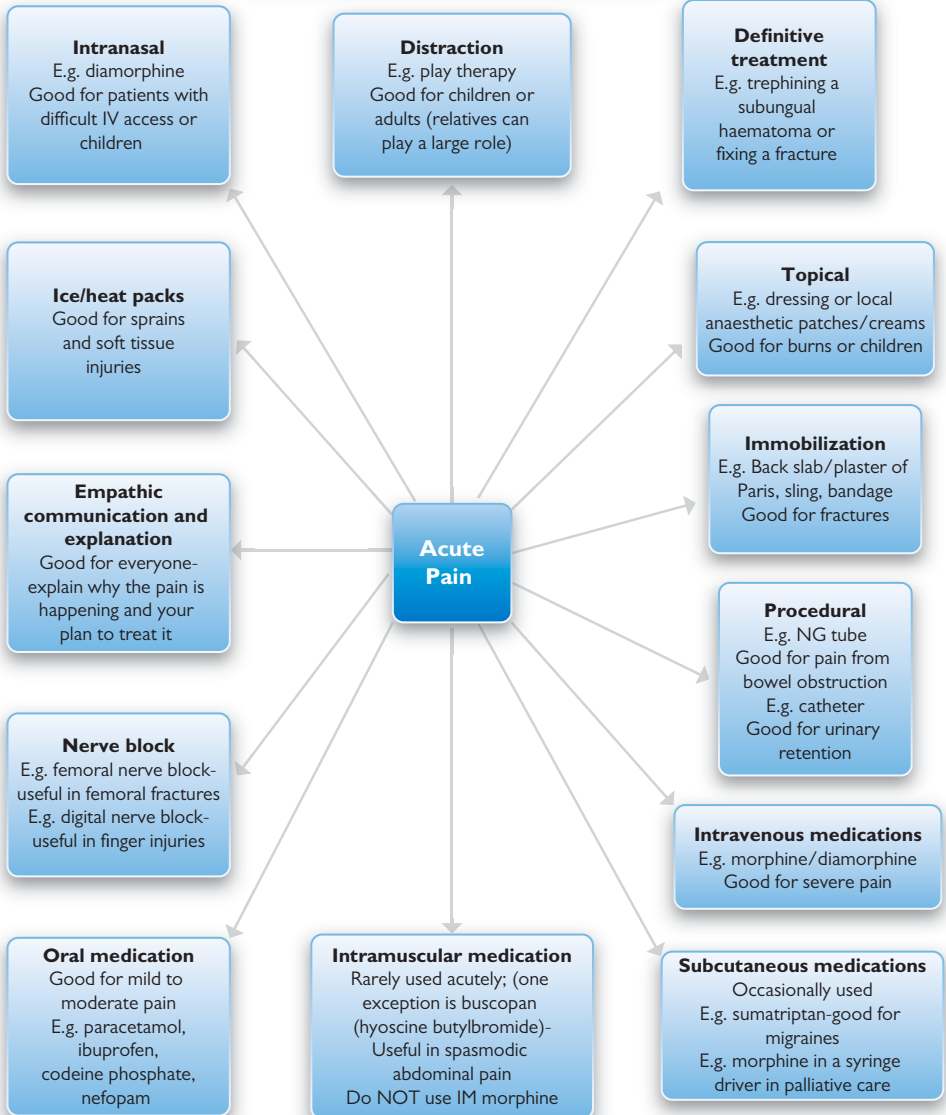 Intranasal
E.g. diamorphine
Good for patients with
difficult IV access or
children
Distraction
E.g. play therapy
Good for children or
adults (relatives can
play a large role)
Definitive
treatment
E.g. trephining a
subungual
haematoma or
fixing a fracture
Ice/heat packs
Good for sprains
and soft tissue
injuries
Topical
E.g. dressing or local
anaesthetic patches/creams
Good for burns or children
Immobilization
E.g. Back slab/plaster of
Paris, sling, bandage
Good for fractures
Empathic
communication and
explanation
Good for everyone-
explain why the pain is
happening and your
plan to treat it
Acute
Pain
Procedural
E.g. NG tube
Good for pain from
bowel obstruction
E.g. catheter
Good for urinary
retention
Nerve block
E.g. femoral nerve block-
useful in femoral fractures
E.g. digital nerve block-
useful in finger injuries
Intravenous medications
E.g. morphine/diamorphine
Good for severe pain
Oral medication
Good for mild to
moderate pain
E.g. paracetamol,
ibuprofen,
codeine phosphate,
nefopam
Intramuscular medication
Rarely used acutely; (one
exception is buscopan
(hyoscine butylbromide)-
Useful in spasmodic
abdominal pain
Do NOT use IM morphine
Subcutaneous medications
Occasionally used
E.g. sumatriptan-good for
migraines
E.g. morphine in a syringe
driver in palliative care